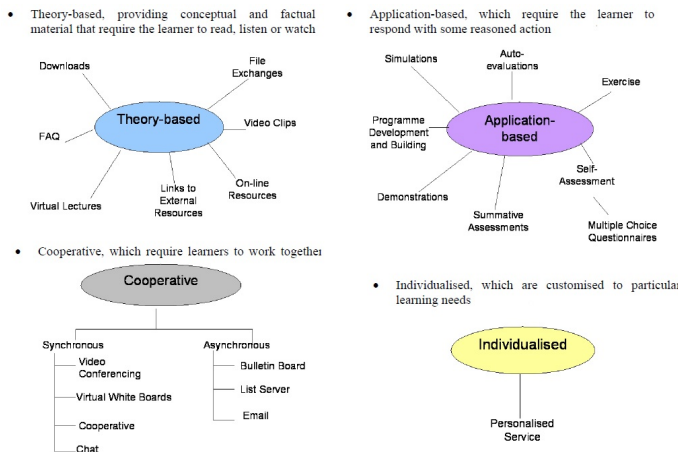 • Theory-based, providing conceptual and factual
material that require the learner to read, listen or watch
Downloads
File
Exchanges
Theory-based
FAQ
Video Clips
Virtual Lectures
Links to
External
Resources
On-line
Resources
• Application-based, which require the learner to
respond with some reasoned action
Simulations
Auto-
evaluations
Exercise
Programme
Development
and Building
Application-
based
Self-
Assessment
Demonstrations
Summative
Assessments
Multiple Choice
Questionnaires
• Cooperative, which require learners to work together
Cooperative
Synchronous
Video
Conferencing
Virtual White Boards
Cooperative
Chat
Asynchronous
Bulletin Board
List Server
Email
• Individualised, which are customised to particular
learning needs
Individualised
Personalised
Service